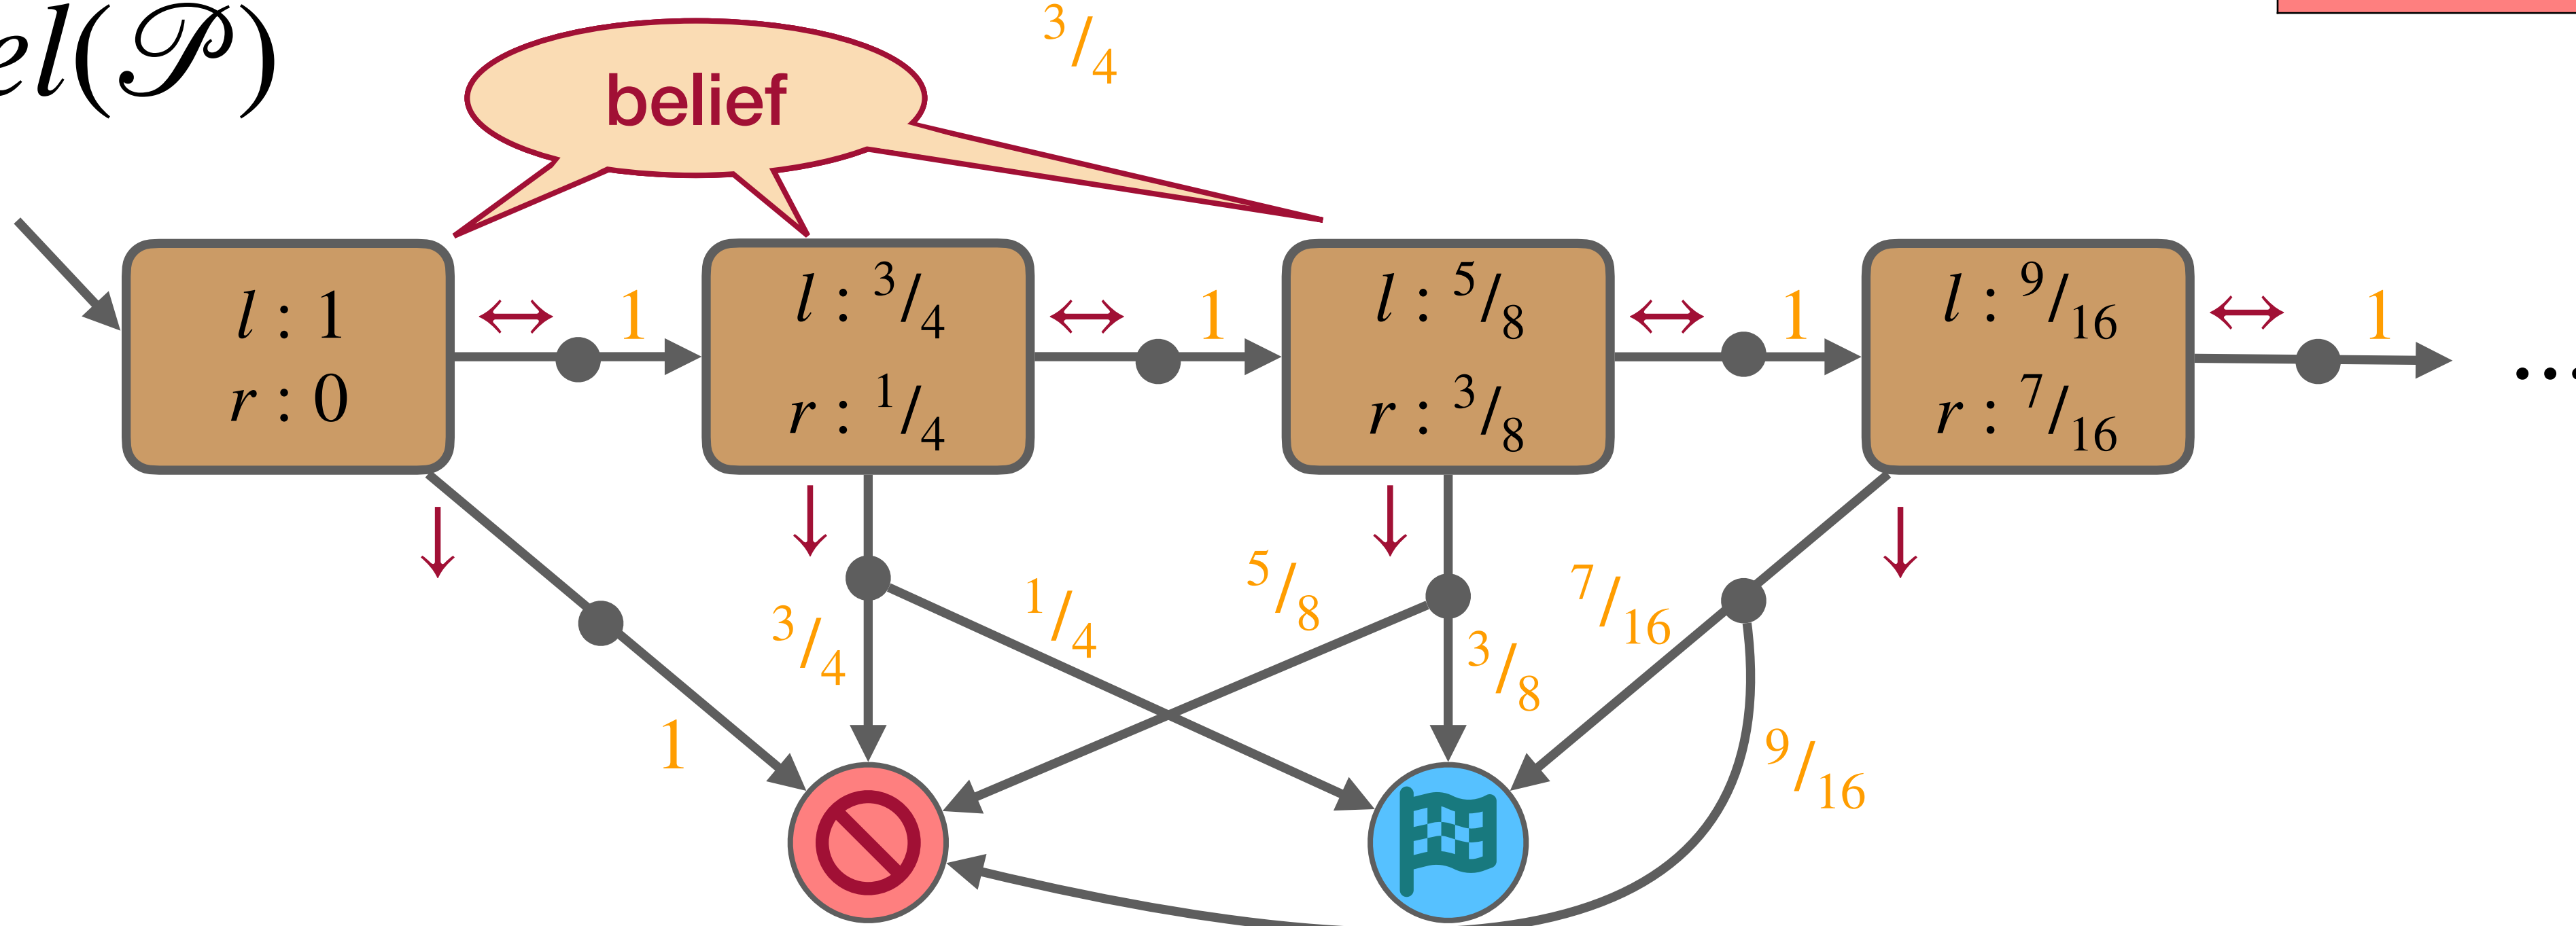 el(𝒫)
3/4
belief
l : 1
r : 0
↔ 1
l : 3/4
r : 1/4
↔ 1
l : 5/8
r : 3/8
↔ 1
l : 9/16
r : 7/16
↔ 1
...
↓
↓
↓
↓
1
3/4
1/4
5/8
3/8
7/16
9/16